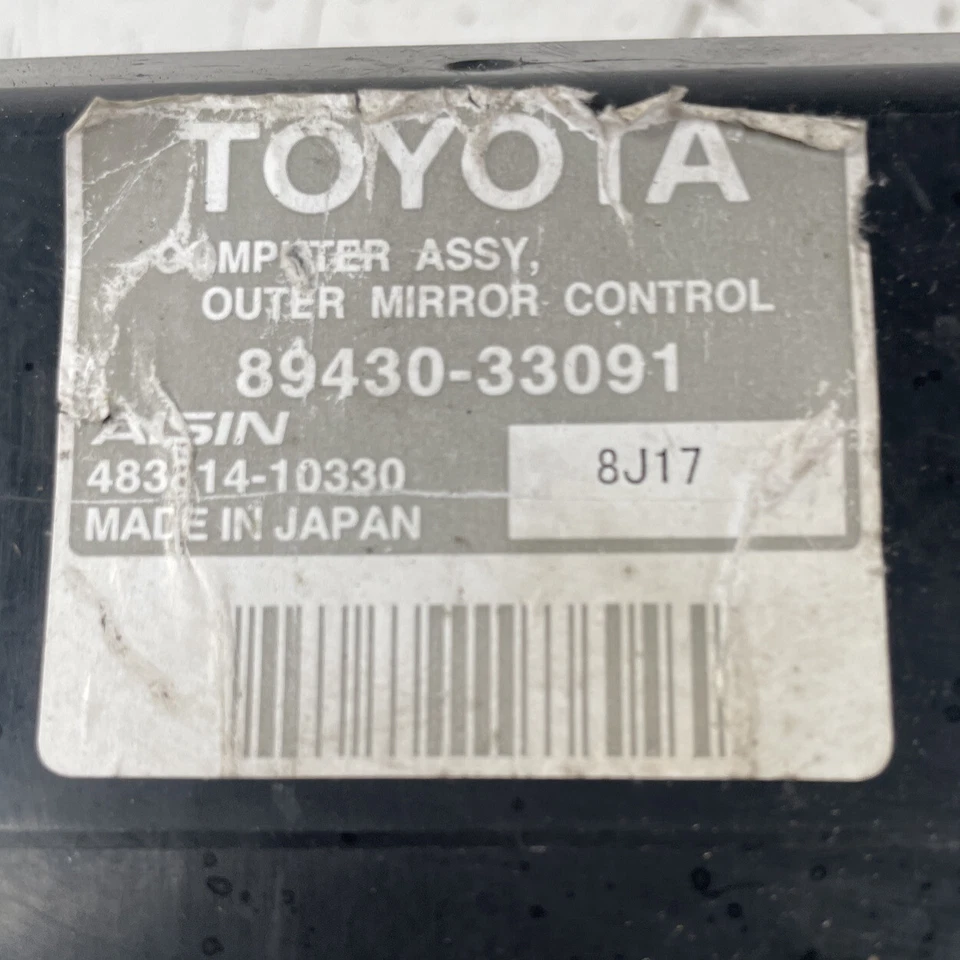 TOYOTA
COMPUTER ASSY,
OUTER MIRROR CONTROL
89430-33091
AISIN
483814-10330
8J17
MADE IN JAPAN